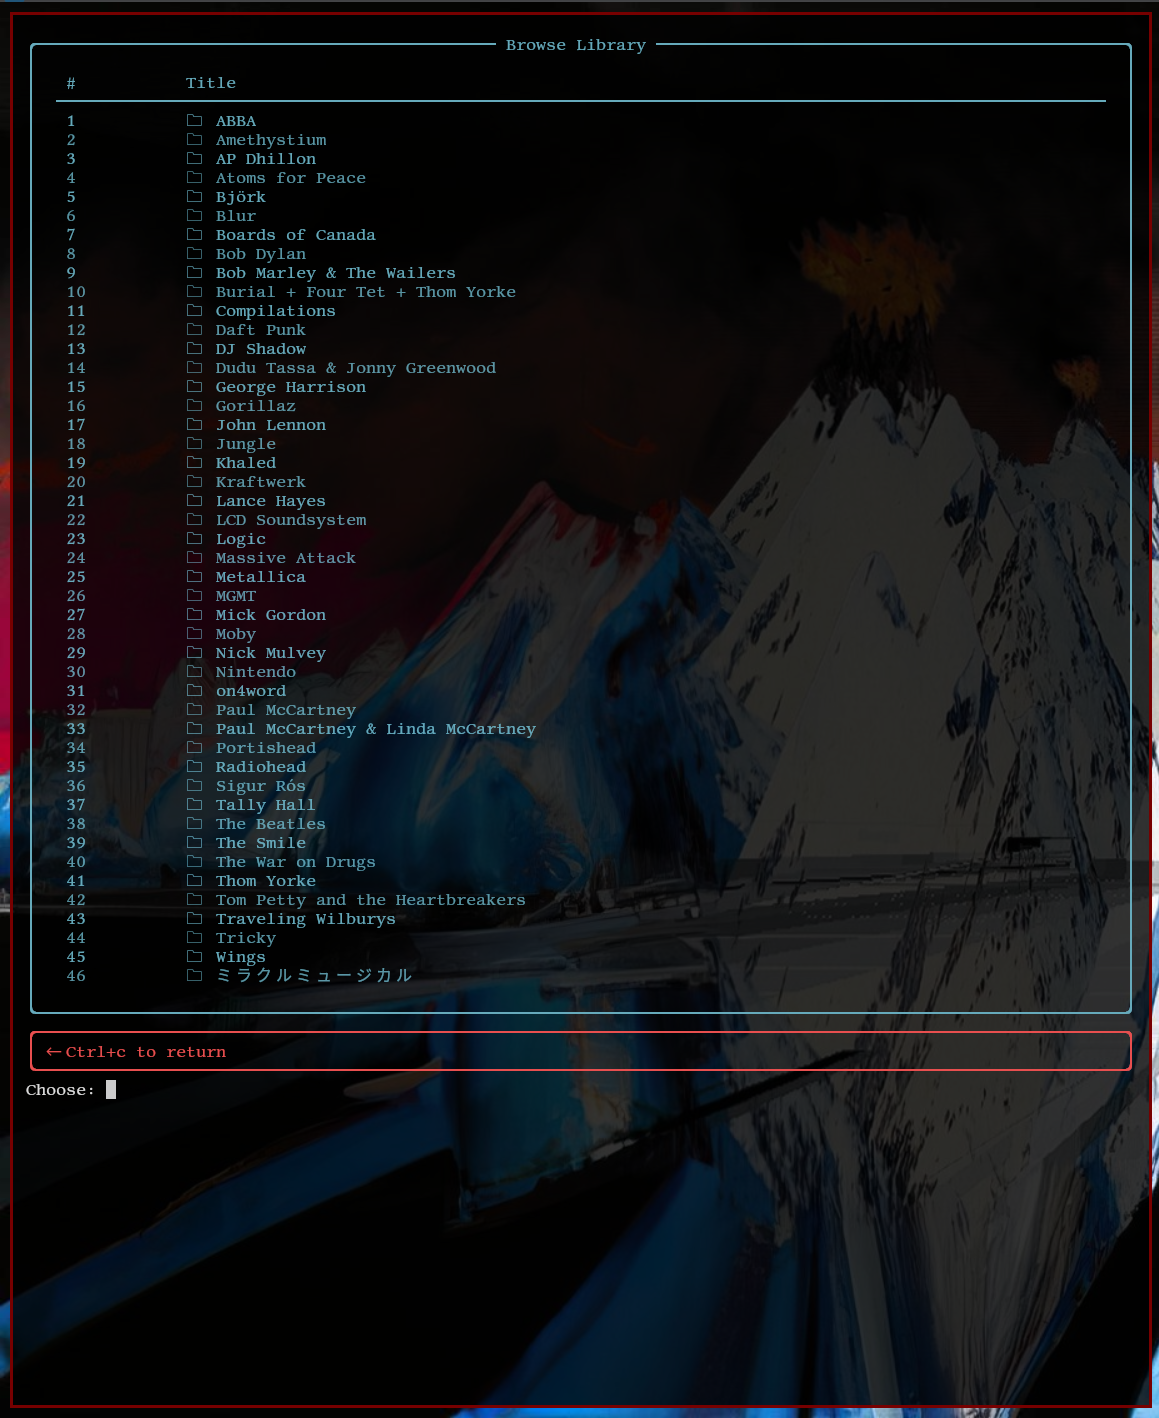 Browse Library
# Title
1 ABBA
2 Amethystium
3 AP Dhillon
4 Atoms for Peace
5 Björk
6 Blur
7 Boards of Canada
8 Bob Dylan
9 Bob Marley & The Wailers
10 Burial + Four Tet + Thom Yorke
11 Compilations
12 Daft Punk
13 DJ Shadow
14 Dudu Tassa & Jonny Greenwood
15 George Harrison
16 Gorillaz
17 John Lennon
18 Jungle
19 Khaled
20 Kraftwerk
21 Lance Hayes
22 LCD Soundsystem
23 Logic
24 Massive Attack
25 Metallica
26 MGMT
27 Mick Gordon
28 Moby
29 Nick Mulvey
30 Nintendo
31 on4word
32 Paul McCartney
33 Paul McCartney & Linda McCartney
34 Portishead
35 Radiohead
36 Sigur Rós
37 Tally Hall
38 The Beatles
39 The Smile
40 The War on Drugs
41 Thom Yorke
42 Tom Petty and the Heartbreakers
43 Traveling Wilburys
44 Tricky
45 Wings
46 ミラクルミュージカル
←Ctrl+c to return
Choose: